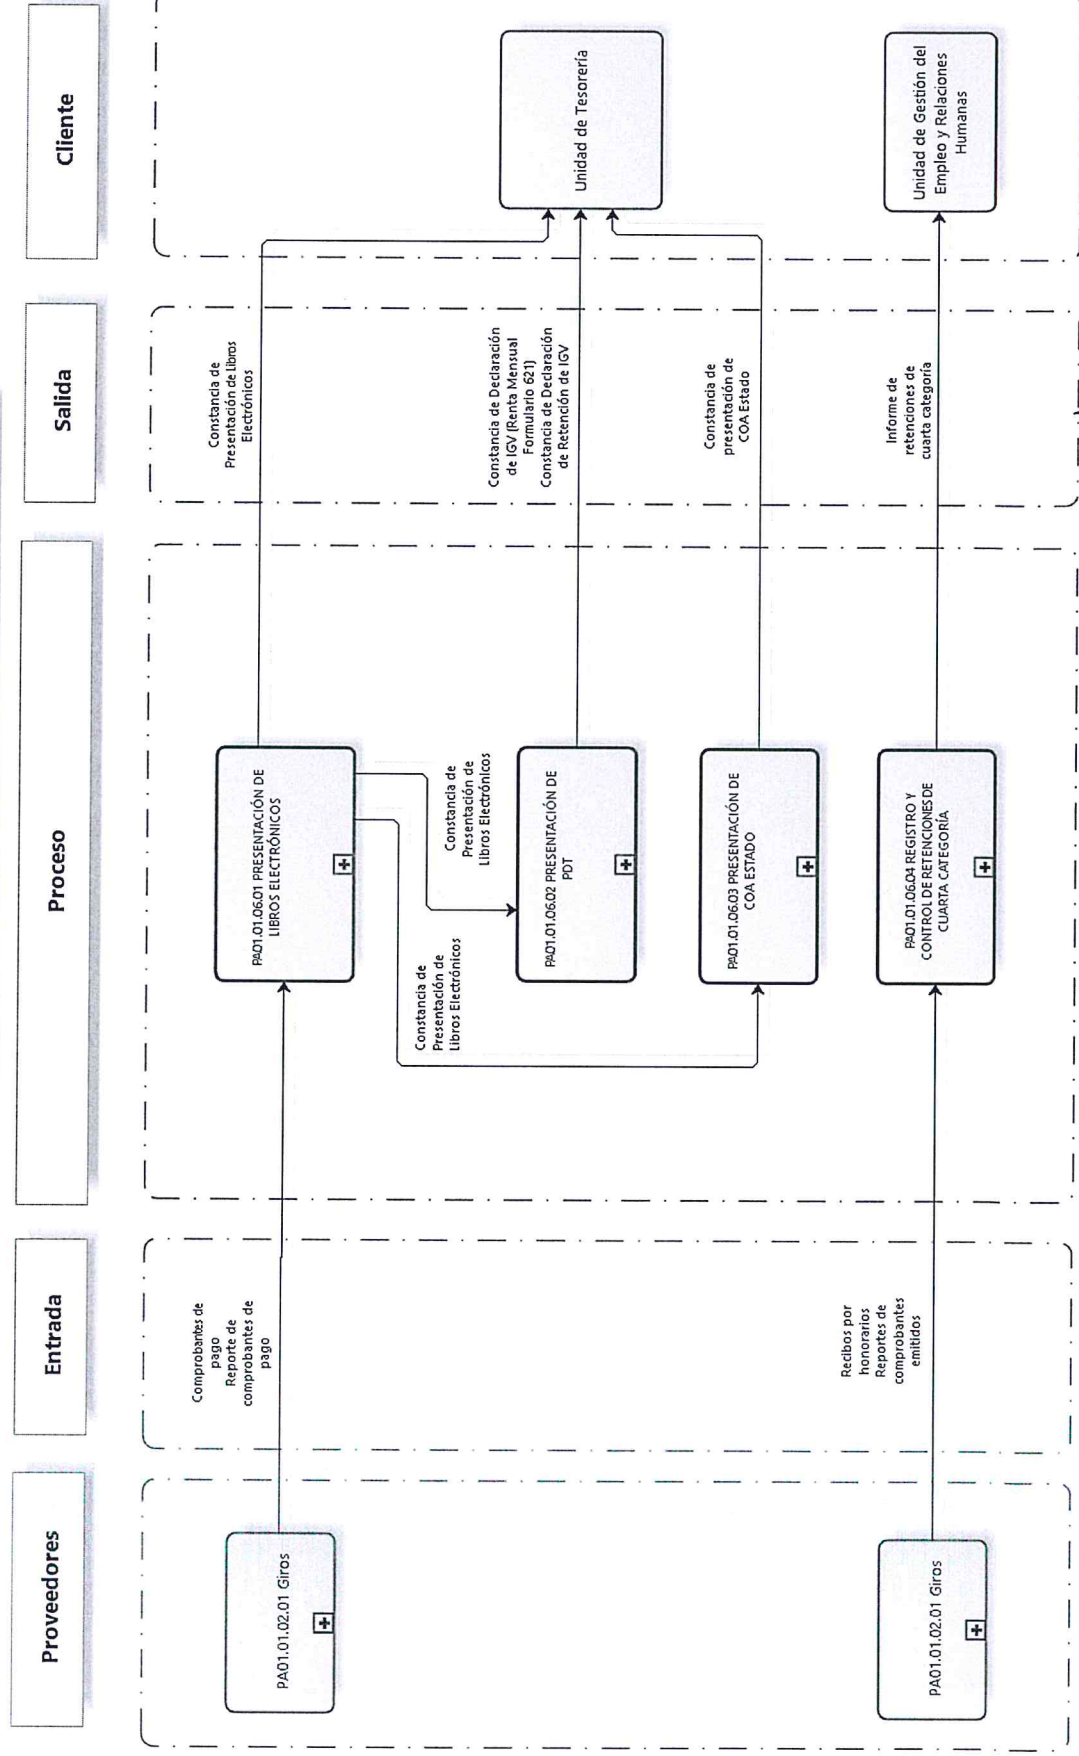 Proveedores
Entrada
Proceso
Salida
Cliente
PA01.01.02.01 Giros
Comprobantes de
pago
Reporte de
comprobantes de
pago
PA01.01.06.01 PRESENTACIÓN DE
LIBROS ELECTRÓNICOS
Constancia de
Presentación de Libros
Electrónicos
Constancia de
Presentación de
Libros Electrónicos
Constancia de
Presentación de
Libros Electrónicos
PA01.01.06.02 PRESENTACIÓN DE
PDT
Constancia de Declaración
de IGV (Renta Mensual
Formulario 621)
Constancia de Declaración
de Retención de IGV
Unidad de Tesorería
PA01.01.06.03 PRESENTACIÓN DE
COA ESTADO
Constancia de
presentación de
COA Estado
PA01.01.02.01 Giros
Recibos por
honorarios
Reportes de
comprobantes
emitidos
PA01.01.06.04 REGISTRO Y
CONTROL DE RETENCIONES DE
CUARTA CATEGORÍA
Informe de
retenciones de
cuarta categoría
Unidad de Gestión del
Empleo y Relaciones
Humanas